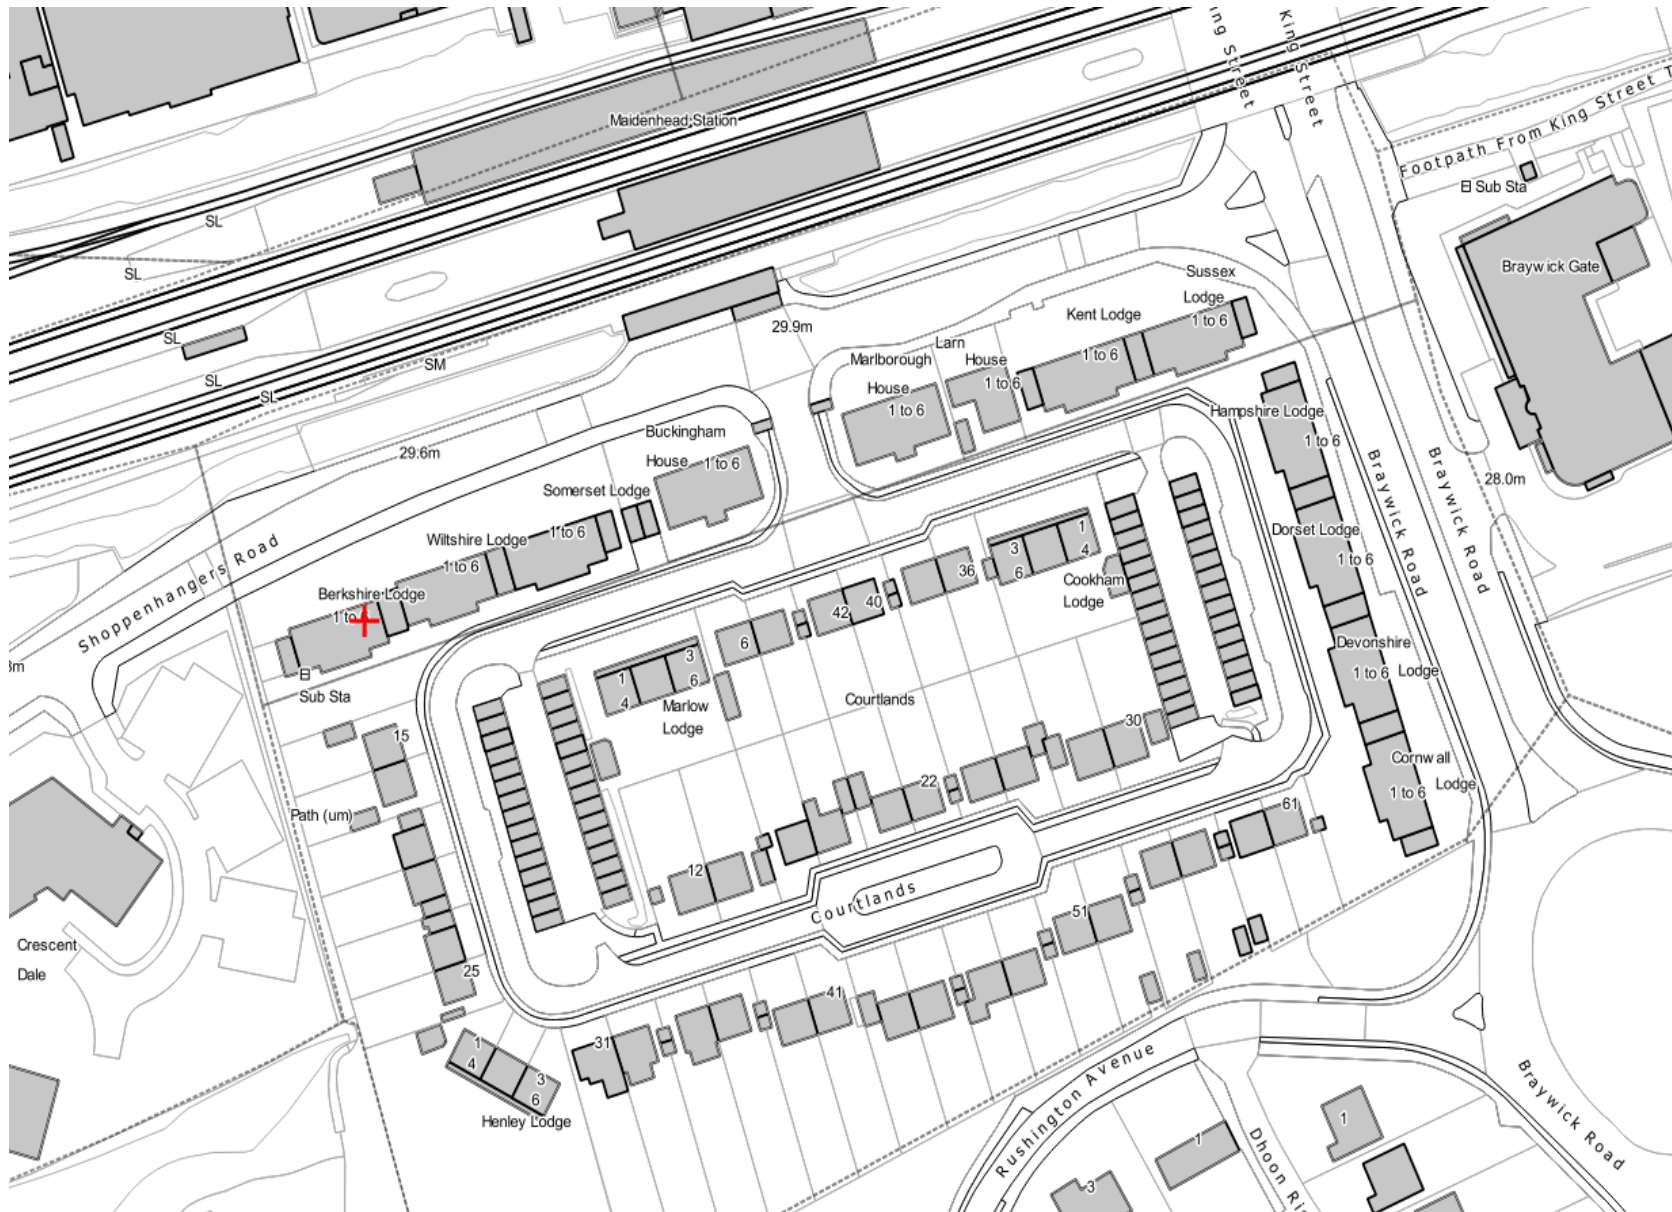 King Street
Maidenhead Station
Footpath From King Street
Sub Sta
SL
SL
Braywick Gate
Sussex
Lodge
1 to 6
Kent Lodge
1 to 6
29.9m
SL
SM
Larn
House
1 to 6
Marlborough
House
1 to 6
SL
SL
Hampshire Lodge
1 to 6
Buckingham
House
1 to 6
29.6m
Braywick Road
Braywick Road
28.0m
Somerset Lodge
1 to 6
Wiltshire Lodge
1 to 6
Dorset Lodge
1 to 6
1
3
4
6
36
Cookham
Lodge
Shoppenhangers Road
Berkshire Lodge
1 to
40
42
6
Devonshire
Lodge
1 to 6
3
1
6
4
Marlow
Lodge
Sub Sta
Courtlands
30
15
Cornwall
Lodge
1 to 6
22
61
Path (um)
12
Courtlands
51
Crescent
Dale
25
41
31
1
4
3
6
Henley Lodge
Rushington Avenue
Braywick Road
1
1
Dhoon
3